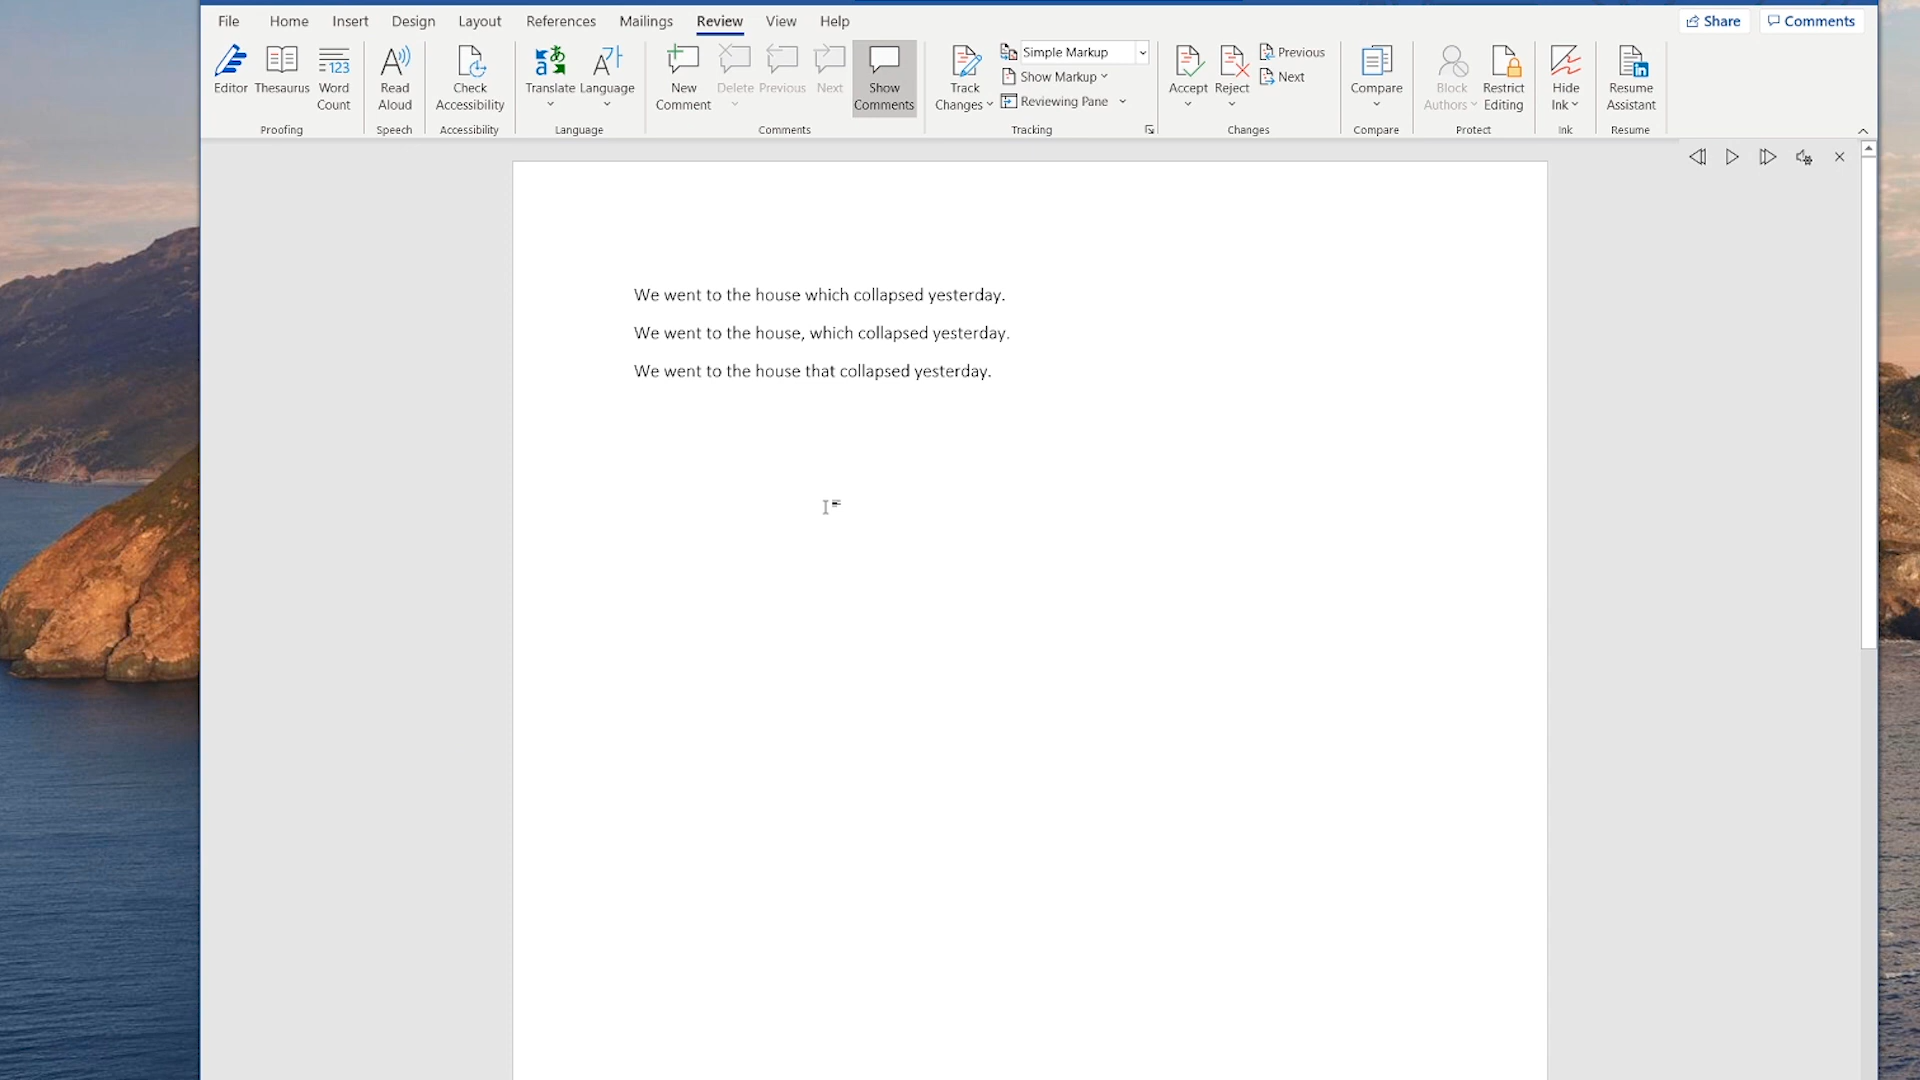 File Home Insert Design Layout References Mailings Review View Help Share Comments
Editor Thesaurus Word Count Read Aloud Check Accessibility Translate Language New Comment Delete Previous Next Show Comments Track Changes Simple Markup Show Markup Reviewing Pane Accept Reject Previous Next Compare Block Authors Restrict Editing Hide Ink Resume Assistant
Proofing Speech Accessibility Language Comments Tracking Changes Compare Protect Ink Resume
We went to the house which collapsed yesterday.
We went to the house, which collapsed yesterday.
We went to the house that collapsed yesterday.